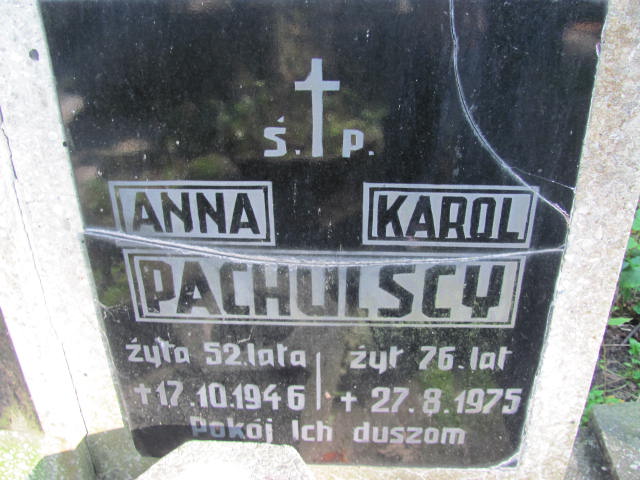 Ś. P.
ANNA KAROL
PACHULSCY
żyła 52.lata żył 76.lat
+17.10.1946 + 27.8.1975
Pokój Ich duszom